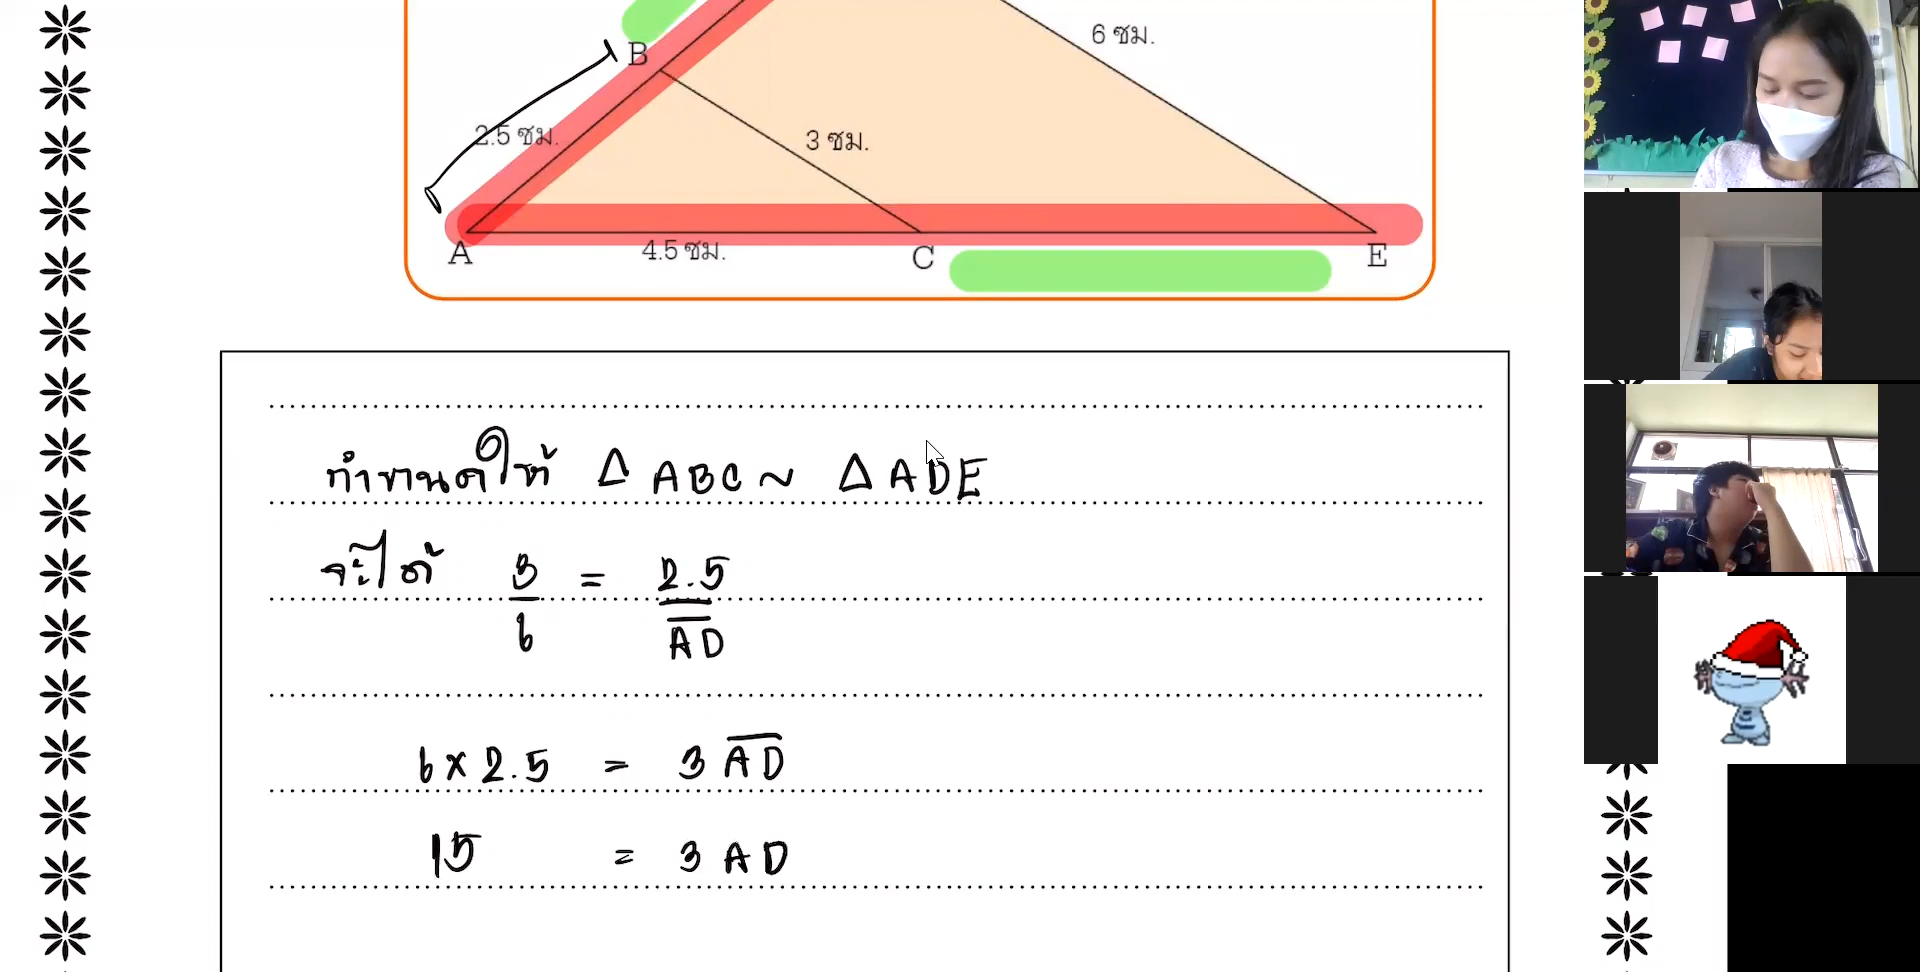 6 ซม.
B
2.5 ซม.
3 ซม.
A
4.5 ซม.
C
E
กำหนดให้ △ ABC ~ △ ADE
จะได้ 3/6 = 2.5/A̅D̅
6 × 2.5 = 3 A̅D̅
15 = 3 AD